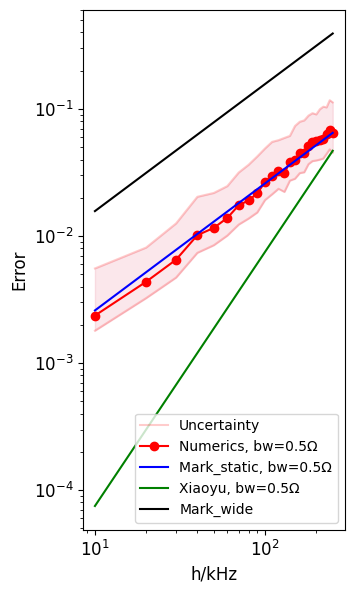 10⁻¹
10⁻²
10⁻³
10⁻⁴
Error
Uncertainty
Numerics, bw=0.5Ω
Mark_static, bw=0.5Ω
Xiaoyu, bw=0.5Ω
Mark_wide
10¹ 10²
h/kHz